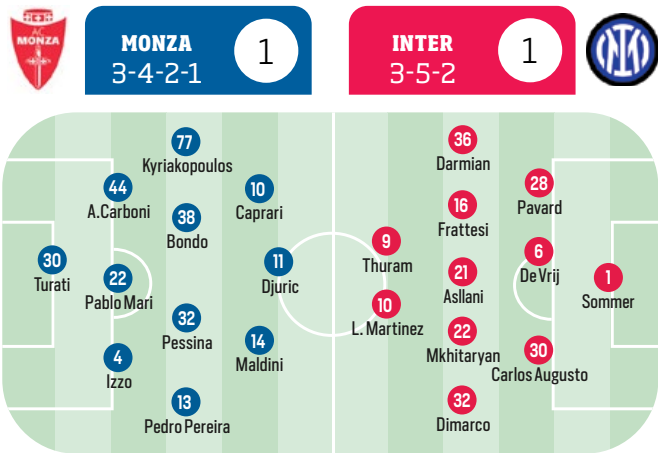 AC
MONZA
MONZA
3-4-2-1
1
INTER
3-5-2
1
77
Kyriakopoulos
44
A.Carboni
10
Caprari
38
Bondo
30
Turati
22
Pablo Mari
11
Djuric
32
Pessina
14
Maldini
4
Izzo
13
Pedro Pereira
36
Darmian
28
Pavard
16
Frattesi
9
Thuram
6
De Vrij
21
Asllani
1
Sommer
10
L. Martinez
22
Mkhitaryan
30
Carlos Augusto
32
Dimarco